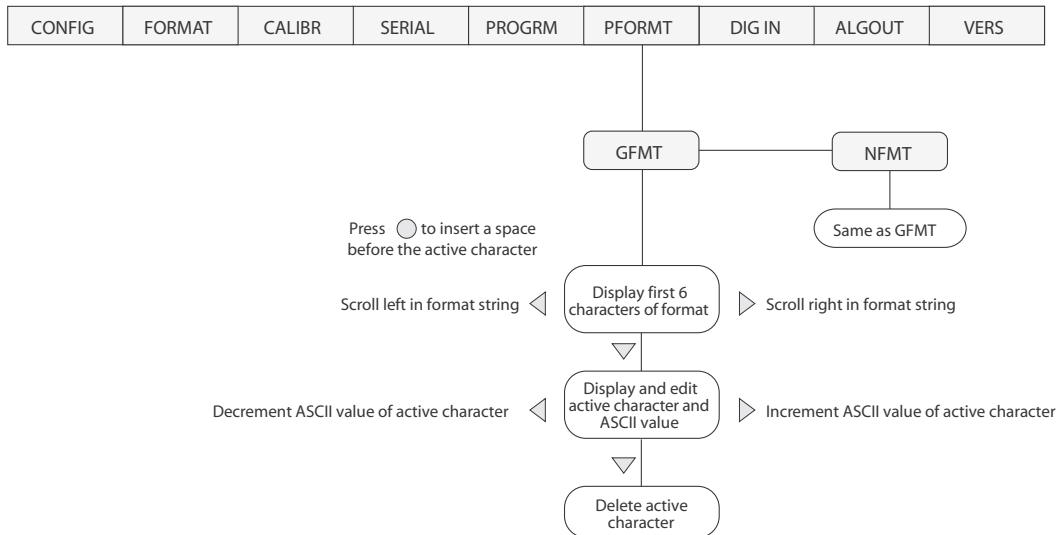 CONFIG FORMAT CALIBR SERIAL PROGRM PFORMT DIG IN ALGOUT VERS
GFMT NFMT
Same as GFMT
Press to insert a space
before the active character
Display first 6
characters of format
Scroll left in format string
Scroll right in format string
Display and edit
active character and
ASCII value
Decrement ASCII value of active character
Increment ASCII value of active character
Delete active
character